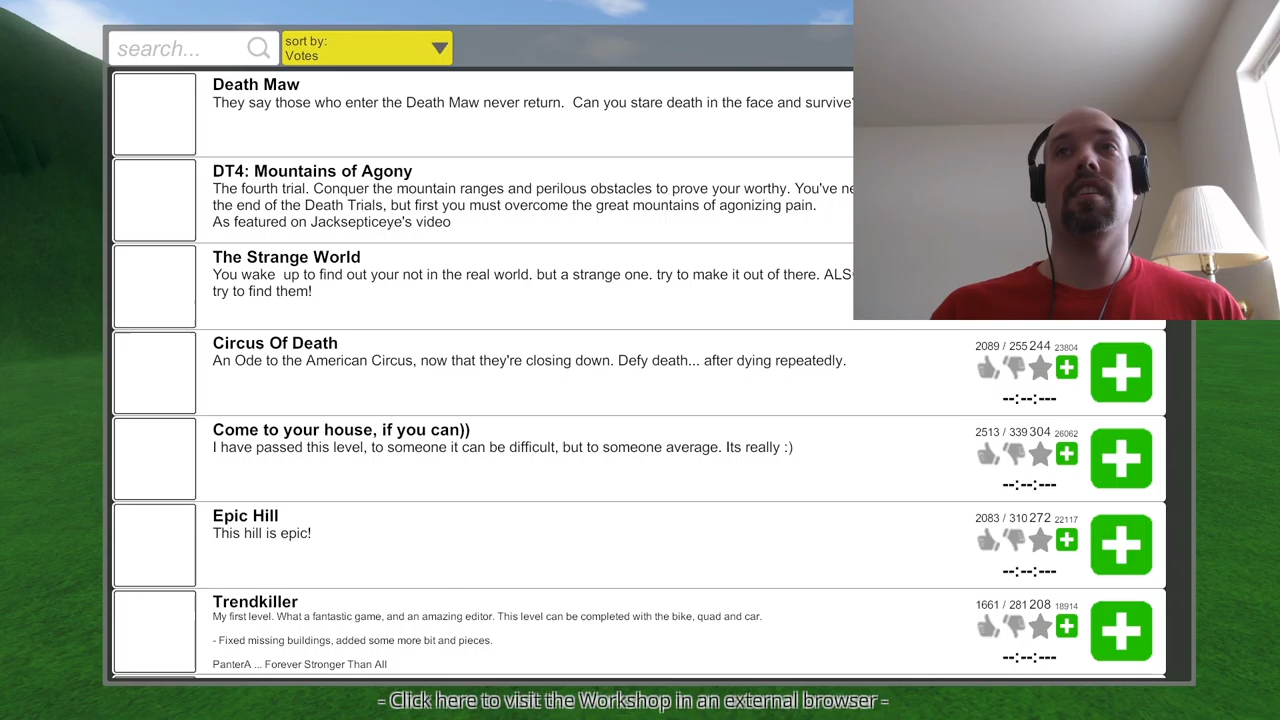 search...
sort by:
Votes
Death Maw
They say those who enter the Death Maw never return. Can you stare death in the face and survive?
DT4: Mountains of Agony
The fourth trial. Conquer the mountain ranges and perilous obstacles to prove your worthy. You've ne
the end of the Death Trials, but first you must overcome the great mountains of agonizing pain.
As featured on Jacksepticeye's video
The Strange World
You wake up to find out your not in the real world. but a strange one. try to make it out of there. ALS
try to find them!
Circus Of Death
An Ode to the American Circus, now that they're closing down. Defy death... after dying repeatedly.
2089 / 255 244 23804
--:--:---
Come to your house, if you can))
I have passed this level, to someone it can be difficult, but to someone average. Its really :)
2513 / 339 304 26062
--:--:---
Epic Hill
This hill is epic!
2083 / 310 272 22117
--:--:---
Trendkiller
My first level. What a fantastic game, and an amazing editor. This level can be completed with the bike, quad and car.
- Fixed missing buildings, added some more bit and pieces.
PanterA ... Forever Stronger Than All
1661 / 281 208 18914
--:--:---
- Click here to visit the Workshop in an external browser -